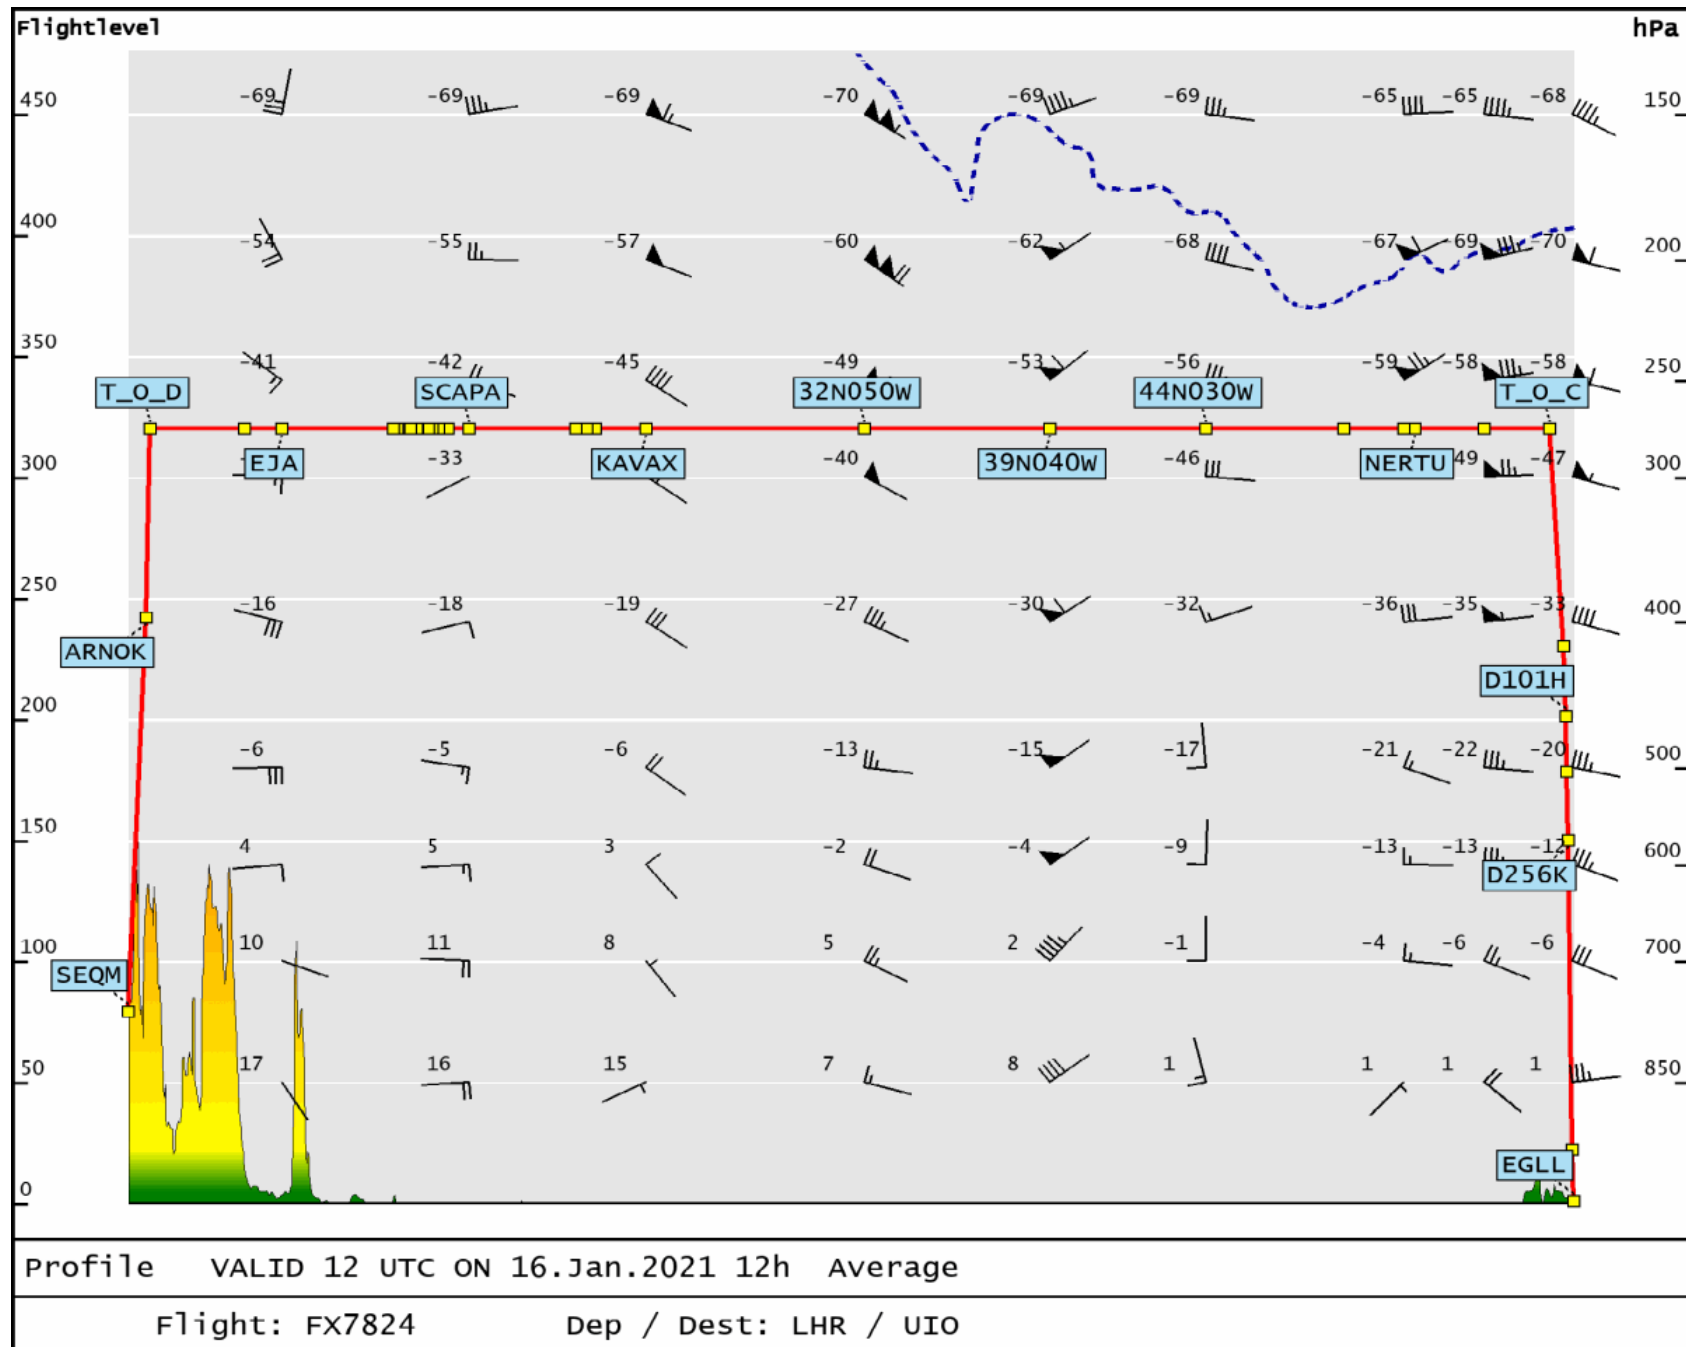 Flightlevel hPa
450 -69 -69 -69 -70 -69 -69 -65 -65 -68 150
400 -54 -55 -57 -60 -62 -68 -67 -69 -70 200
350 -41 -42 -45 -49 -53 -56 -59 -58 -58 250
T_O_D SCAPA 32N050W 44N030W T_O_C
EJA KAVAX 39N040W NERTU
300 -33 -40 -46 49 -47 300
250 -16 -18 -19 -27 -30 -32 -36 -35 -33 400
ARNOK
D101H
200
-6 -5 -6 -13 -15 -17 -21 -22 -20 500
150 4 5 3 -2 -4 -9 -13 -13 -12 600
D256K
100 10 11 8 5 2 -1 -4 -6 -6 700
SEQM
50 17 16 15 7 8 1 1 1 1 850
EGLL
0
Profile VALID 12 UTC ON 16.Jan.2021 12h Average
Flight: FX7824 Dep / Dest: LHR / UIO